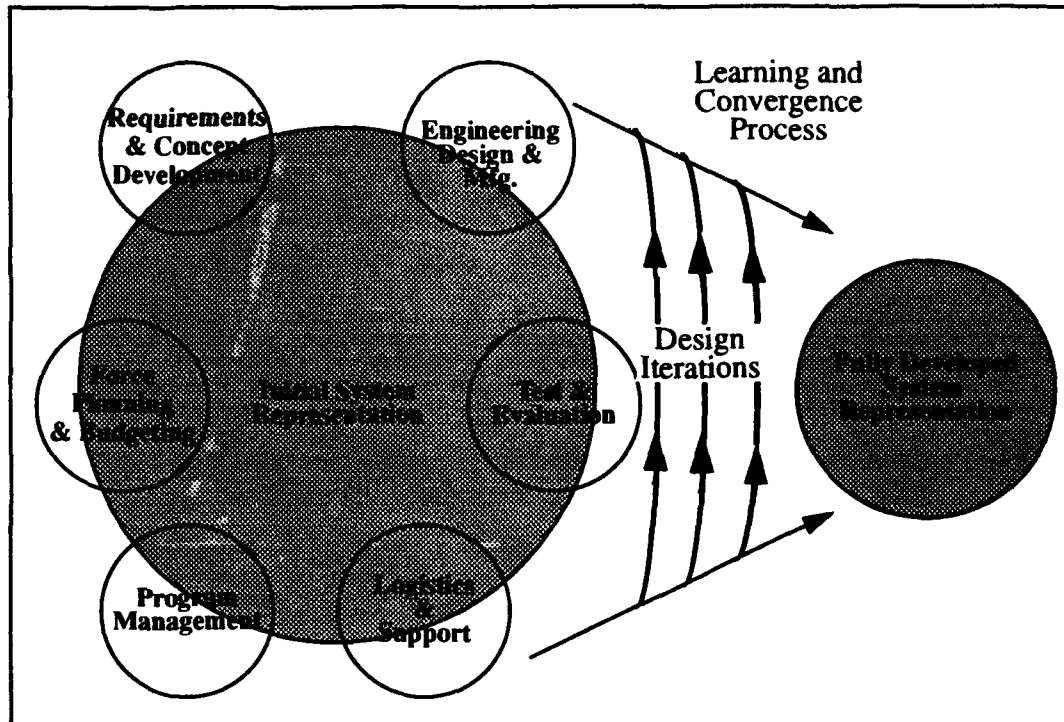 Learning and
Convergence
Process
Requirements
& Concept
Development
Engineering
Design &
Mfg.
Force
Planning
& Budgeting
Initial System
Representation
Test &
Evaluation
Design
Iterations
Fully Developed
System
Representation
Program
Management
Logistics
&
Support